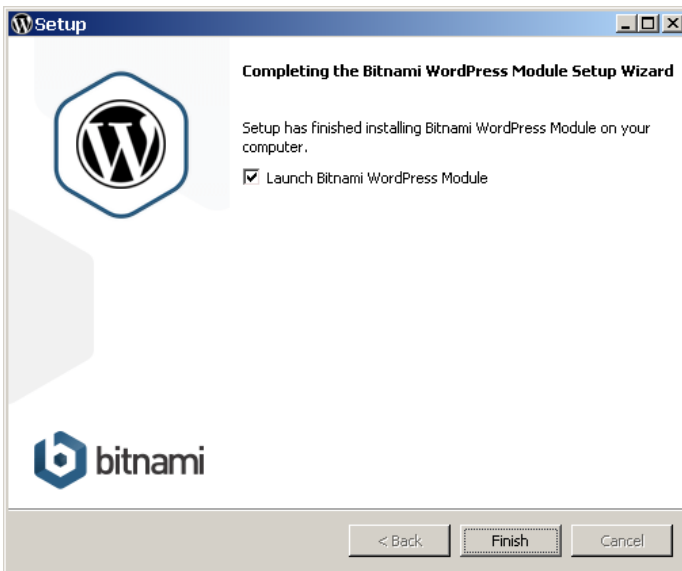 Setup
Completing the Bitnami WordPress Module Setup Wizard
Setup has finished installing Bitnami WordPress Module on your
computer.
Launch Bitnami WordPress Module
bitnami
< Back Finish Cancel